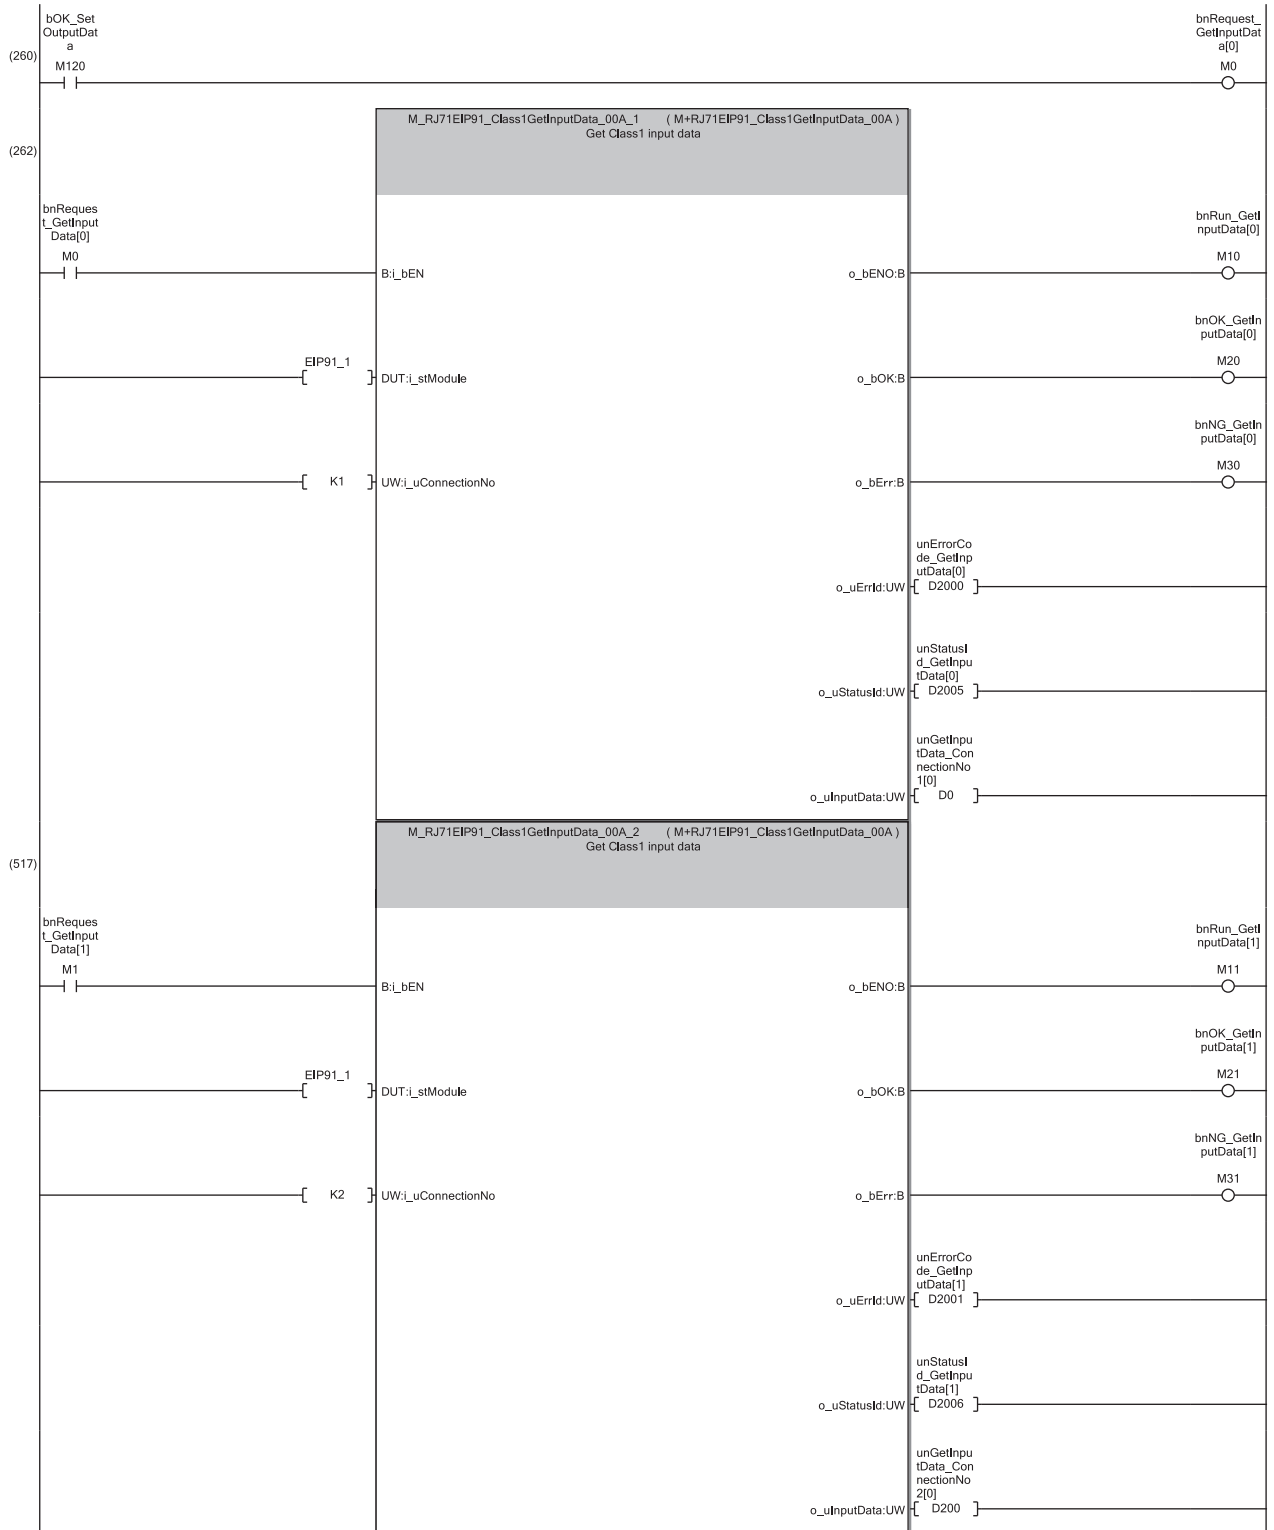 bOK_Set
OutputDat
a
(260)
M120
bnRequest_
GetInputDat
a[0]
M0
M_RJ71EIP91_Class1GetInputData_00A_1 ( M+RJ71EIP91_Class1GetInputData_00A )
Get Class1 input data
(262)
bnReques
t_GetInput
Data[0]
M0
B:i_bEN
o_bENO:B
bnRun_GetI
nputData[0]
M10
EIP91_1
DUT:i_stModule
o_bOK:B
bnOK_GetIn
putData[0]
M20
K1
UW:i_uConnectionNo
o_bErr:B
bnNG_GetIn
putData[0]
M30
unErrorCo
de_GetInp
utData[0]
o_uErrId:UW
D2000
unStatusI
d_GetInpu
tData[0]
o_uStatusId:UW
D2005
unGetInpu
tData_Con
nectionNo
1[0]
o_uInputData:UW
D0
M_RJ71EIP91_Class1GetInputData_00A_2 ( M+RJ71EIP91_Class1GetInputData_00A )
Get Class1 input data
(517)
bnReques
t_GetInput
Data[1]
M1
B:i_bEN
o_bENO:B
bnRun_GetI
nputData[1]
M11
EIP91_1
DUT:i_stModule
o_bOK:B
bnOK_GetIn
putData[1]
M21
K2
UW:i_uConnectionNo
o_bErr:B
bnNG_GetIn
putData[1]
M31
unErrorCo
de_GetInp
utData[1]
o_uErrId:UW
D2001
unStatusI
d_GetInpu
tData[1]
o_uStatusId:UW
D2006
unGetInpu
tData_Con
nectionNo
2[0]
o_uInputData:UW
D200